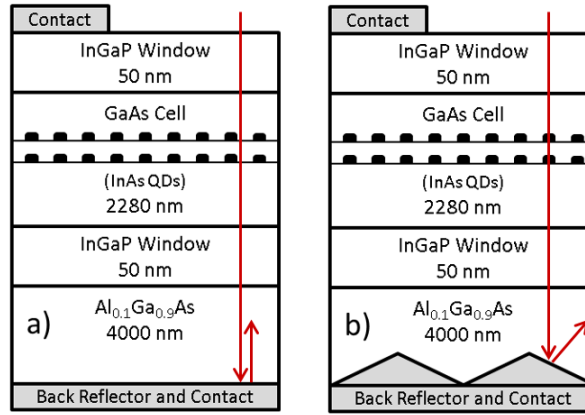 Contact
InGaP Window
50 nm
GaAs Cell
(InAs QDs)
2280 nm
InGaP Window
50 nm
a)
Al₀.₁Ga₀.₉As
4000 nm
Back Reflector and Contact
Contact
InGaP Window
50 nm
GaAs Cell
(InAs QDs)
2280 nm
InGaP Window
50 nm
b)
Al₀.₁Ga₀.₉As
4000 nm
Back Reflector and Contact